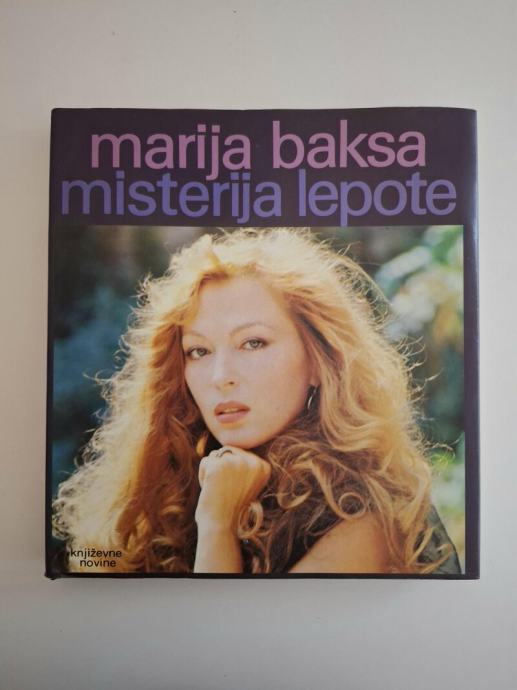 marija baksa
misterija lepote
književne
novine